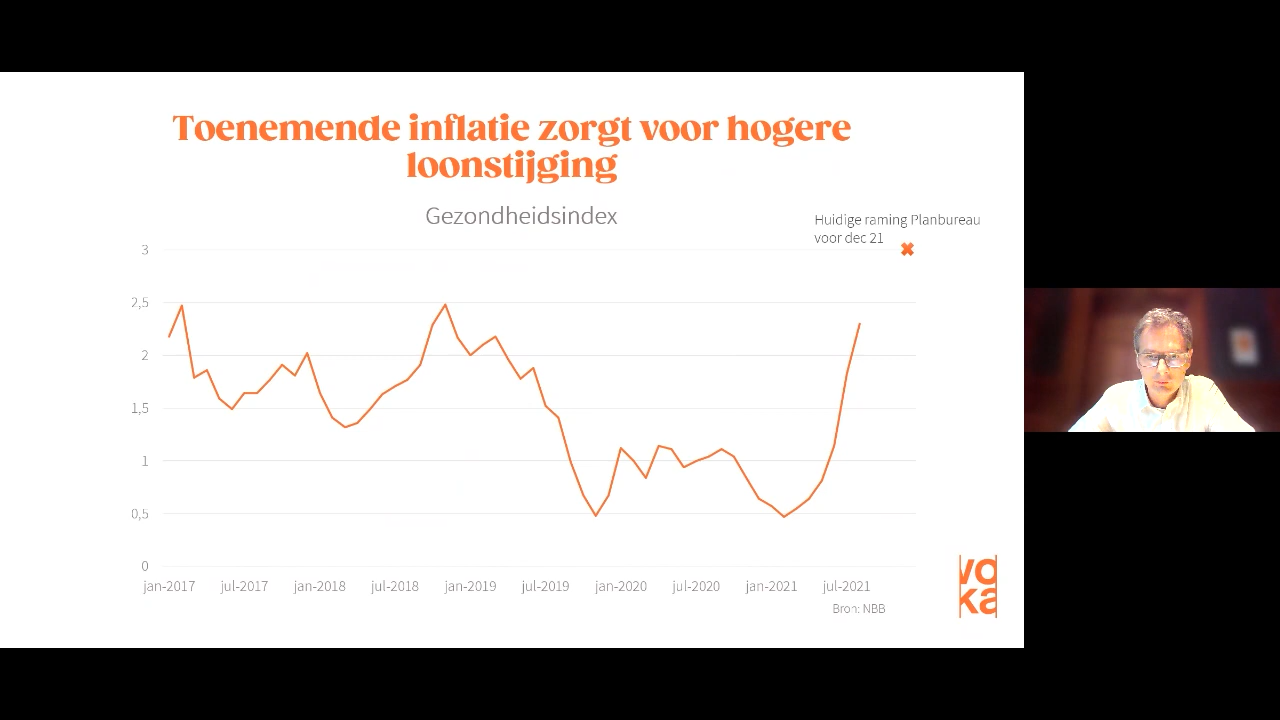 Toenemende inflatie zorgt voor hogere
loonstijging
Gezondheidsindex
Huidige raming Planbureau
voor dec 21
3
2,5
2
1,5
1
0,5
0
jan-2017 jul-2017 jan-2018 jul-2018 jan-2019 jul-2019 jan-2020 jul-2020 jan-2021 jul-2021
Bron: NBB
vo
ka